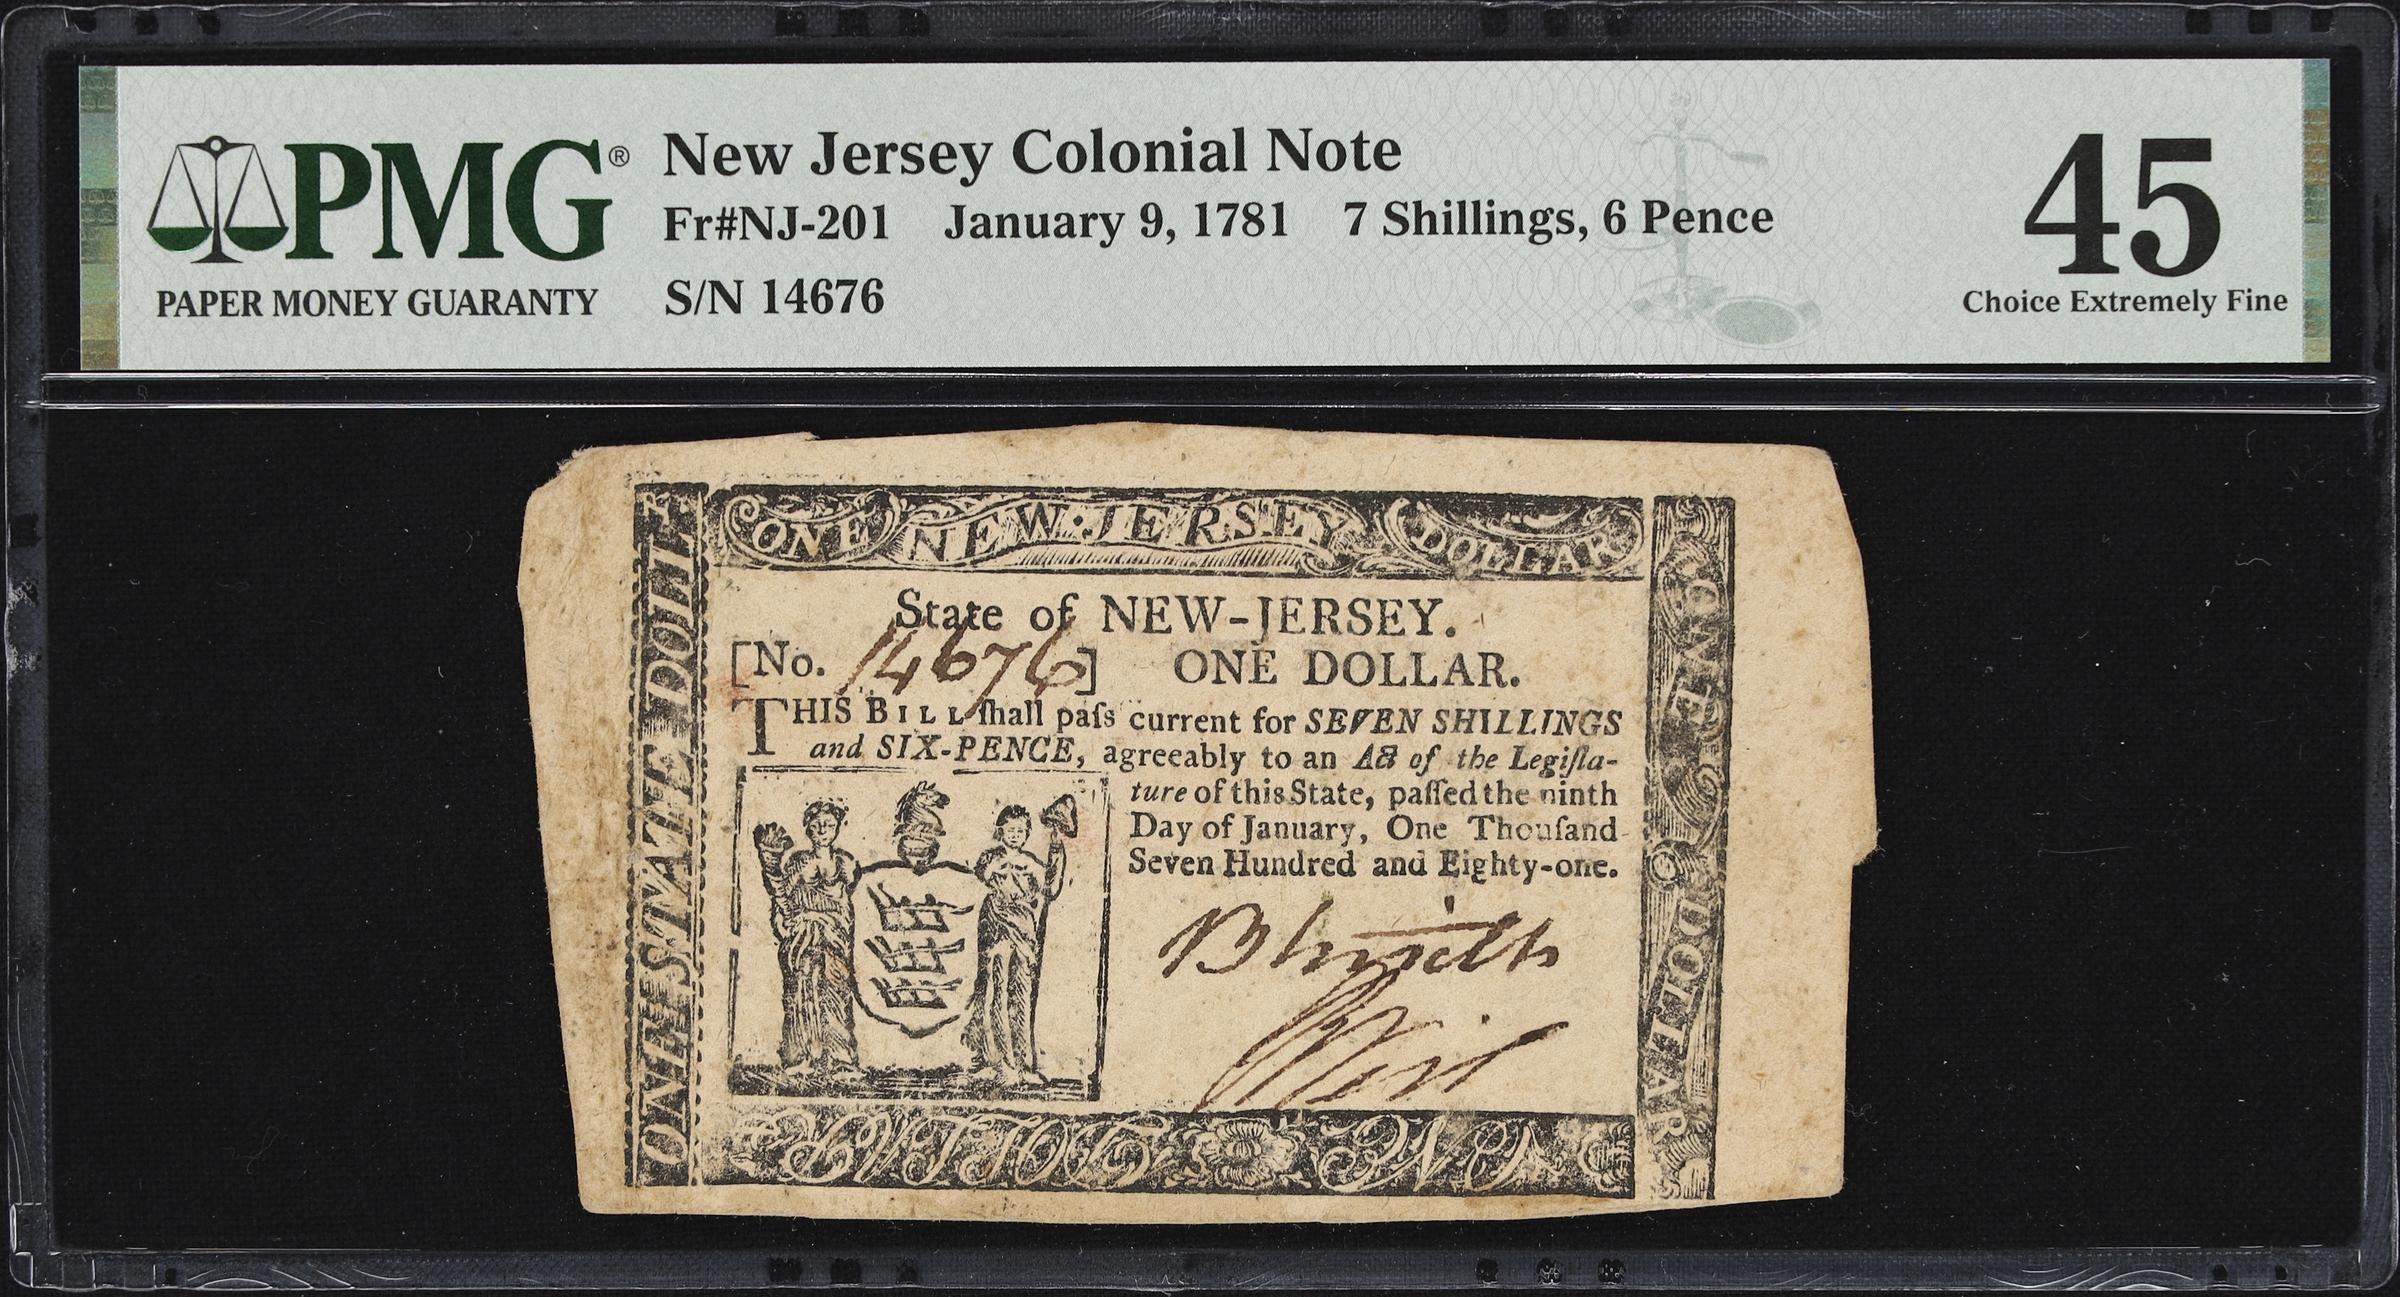 PMG®
PAPER MONEY GUARANTY
New Jersey Colonial Note
Fr#NJ-201 January 9, 1781 7 Shillings, 6 Pence
S/N 14676
45
Choice Extremely Fine
ONE NEW·JERSEY DOLLAR
State of NEW-JERSEY.
[No. 14676] ONE DOLLAR.
THIS BILL ſhall paſs current for SEVEN SHILLINGS
and SIX-PENCE, agreeably to an Act of the Legiſla-
ture of this State, paſſed the ninth
Day of January, One Thouſand
Seven Hundred and Eighty-one.
B Smith
ONE DOLLAR